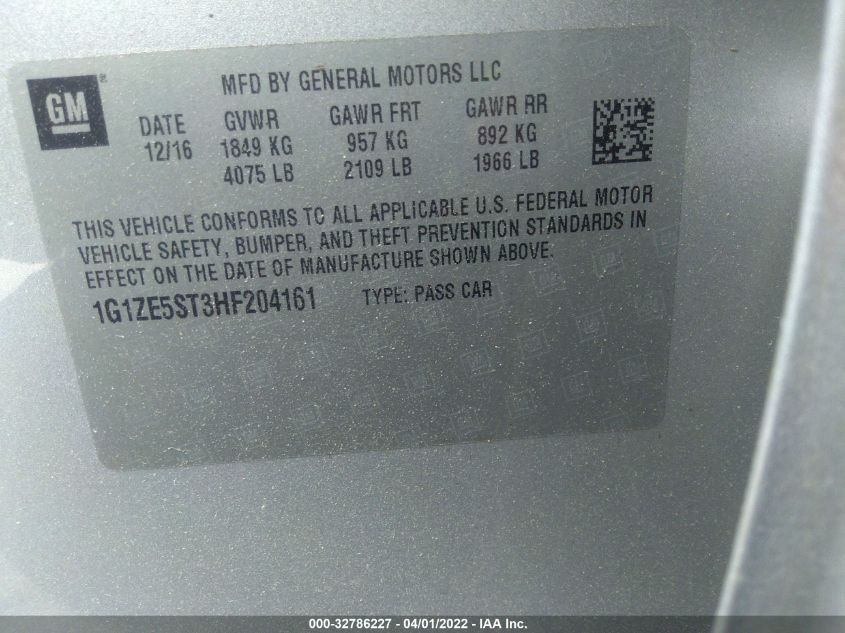 GM®
MFD BY GENERAL MOTORS LLC
DATE GVWR GAWR FRT GAWR RR
12/16 1849 KG 957 KG 892 KG
4075 LB 2109 LB 1966 LB
THIS VEHICLE CONFORMS TO ALL APPLICABLE U.S. FEDERAL MOTOR
VEHICLE SAFETY, BUMPER, AND THEFT PREVENTION STANDARDS IN
EFFECT ON THE DATE OF MANUFACTURE SHOWN ABOVE.
1G1ZE5ST3HF204161 TYPE: PASS CAR
000-32786227 - 04/01/2022 - IAA Inc.